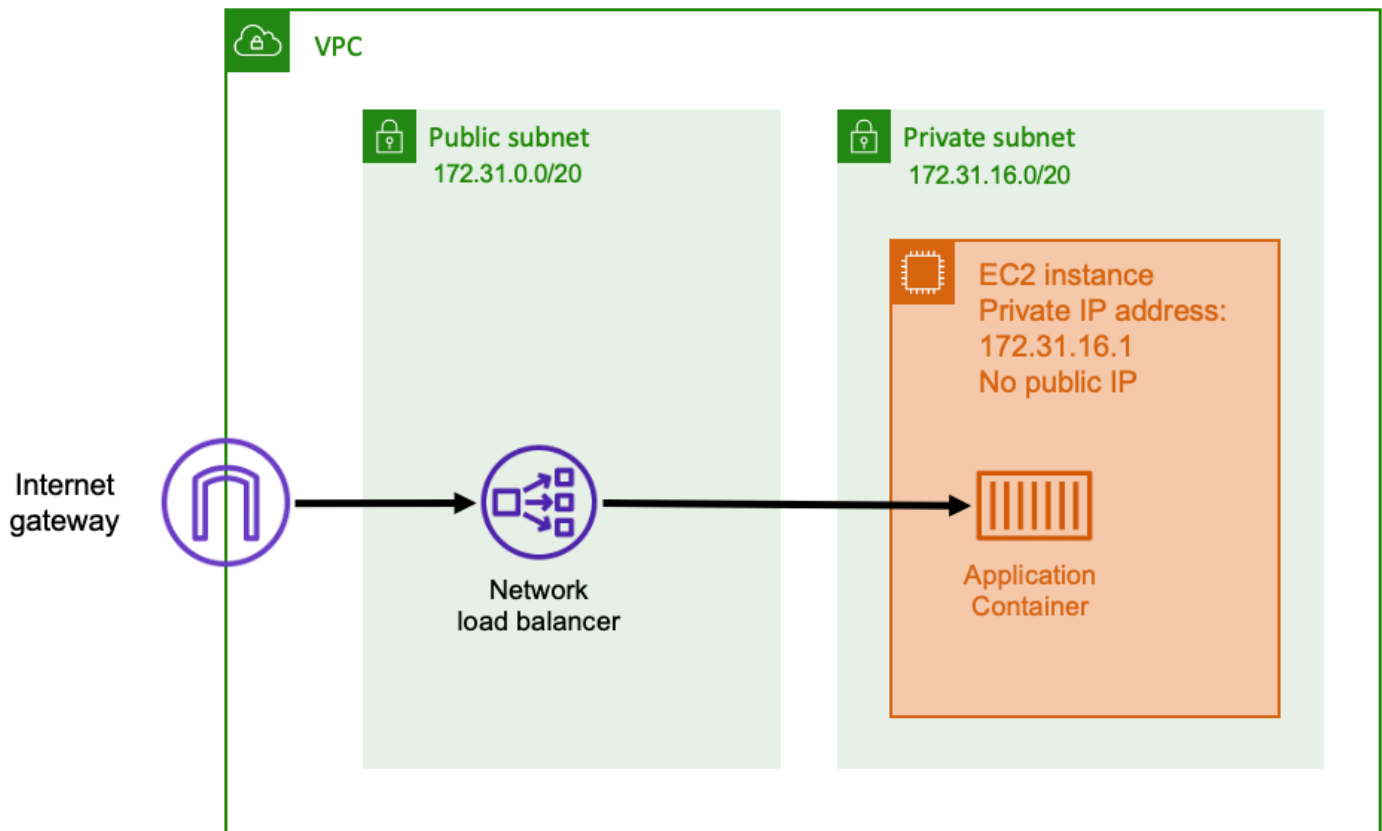 VPC
Public subnet
172.31.0.0/20
Private subnet
172.31.16.0/20
EC2 instance
Private IP address:
172.31.16.1
No public IP
Internet
gateway
Network
load balancer
Application
Container